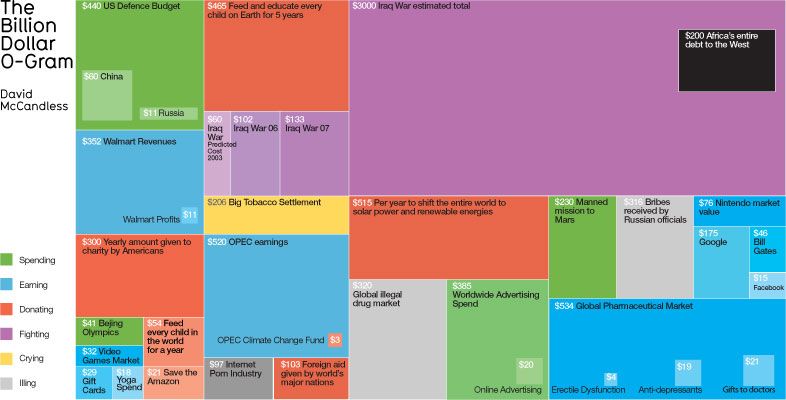 The
Billion
Dollar
O-Gram
David
McCandless
Spending
Earning
Donating
Fighting
Crying
Illing
$440 US Defence Budget
$60 China
$11 Russia
$465 Feed and educate every
child on Earth for 5 years
$3000 Iraq War estimated total
$200 Africa's entire
debt to the West
$352 Walmart Revenues
Walmart Profits $11
$60
Iraq
War
Predicted
Cost
2003
$102
Iraq War 06
$133
Iraq War 07
$206 Big Tobacco Settlement
$300 Yearly amount given to
charity by Americans
$520 OPEC earnings
OPEC Climate Change Fund $3
$515 Per year to shift the entire world to
solar power and renewable energies
$230 Manned
mission to
Mars
$316 Bribes
received by
Russian officials
$76 Nintendo market
value
$175
Google
$46
Bill
Gates
$15
Facebook
$320
Global illegal
drug market
$385
Worldwide Advertising
Spend
$20
Online Advertising
$534 Global Pharmaceutical Market
$4
Erectile Dysfunction
$19
Anti-depressants
$21
Gifts to doctors
$41 Bejing
Olympics
$54 Feed
every child in
the world
for a year
$32 Video
Games Market
$29
Gift
Cards
$18
Yoga
Spend
$21 Save the
Amazon
$97 Internet
Porn Industry
$103 Foreign aid
given by world's
major nations